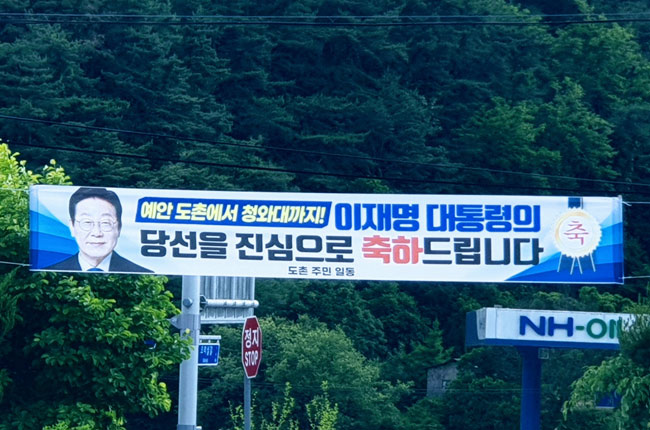 예안 도촌에서 청와대까지! 이재명 대통령의
당선을 진심으로 축하드립니다
축
도촌 주민 일동
NH-OIL
정지
STOP